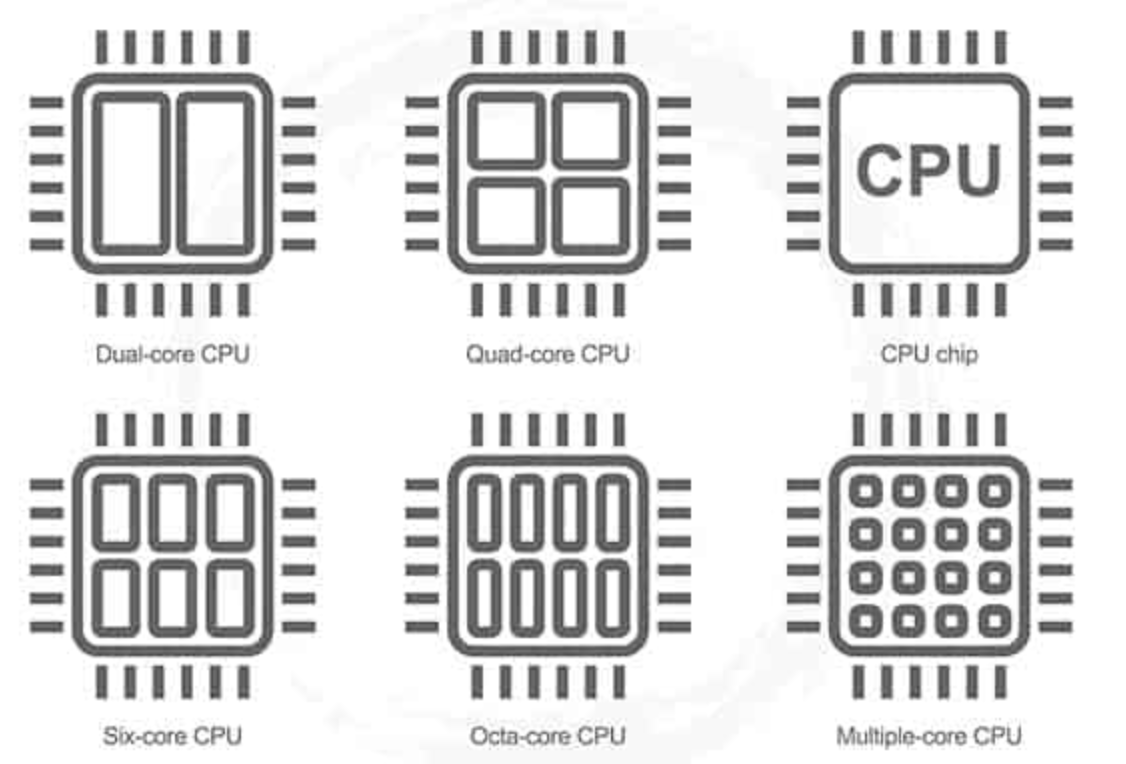 CPU
Dual-core CPU
Quad-core CPU
CPU chip
Six-core CPU
Octa-core CPU
Multiple-core CPU